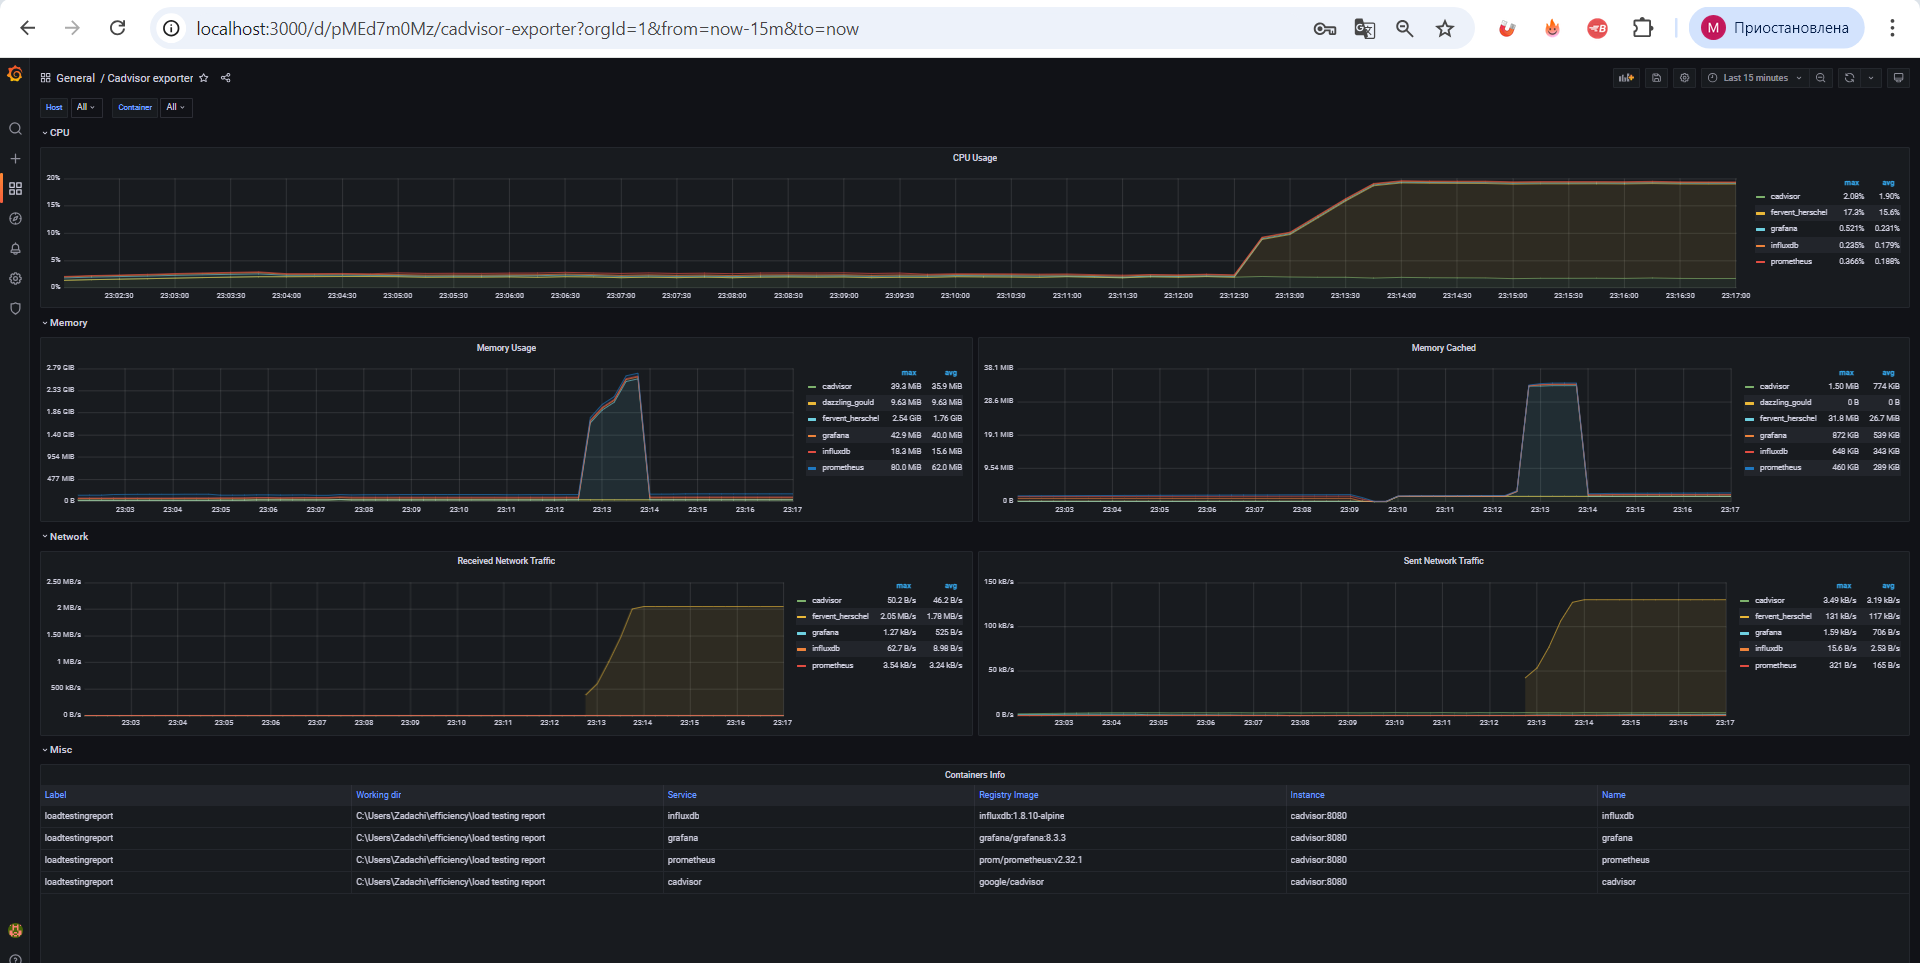 localhost:3000/d/pMEd7m0Mz/cadvisor-exporter?orgId=1&from=now-15m&to=now
M Приостановлена
General / Cadvisor exporter
Last 15 minutes
Host All Container All
CPU
CPU Usage
20%
15%
10%
5%
0%
23:02:30 23:03:00 23:03:30 23:04:00 23:04:30 23:05:00 23:05:30 23:06:00 23:06:30 23:07:00 23:07:30 23:08:00 23:08:30 23:09:00 23:09:30 23:10:00 23:10:30 23:11:00 23:11:30 23:12:00 23:12:30 23:13:00 23:13:30 23:14:00 23:14:30 23:15:00 23:15:30 23:16:00 23:16:30 23:17:00
max avg
cadvisor 2.08% 1.90%
fervent_herschel 17.3% 15.6%
grafana 0.521% 0.231%
influxdb 0.235% 0.179%
prometheus 0.366% 0.188%
Memory
Memory Usage
2.79 GiB
2.33 GiB
1.86 GiB
1.40 GiB
954 MiB
477 MiB
0 B
23:03 23:04 23:05 23:06 23:07 23:08 23:09 23:10 23:11 23:12 23:13 23:14 23:15 23:16 23:17
max avg
cadvisor 39.3 MiB 35.9 MiB
dazzling_gould 9.63 MiB 9.63 MiB
fervent_herschel 2.54 GiB 1.76 GiB
grafana 42.9 MiB 40.0 MiB
influxdb 18.3 MiB 15.6 MiB
prometheus 80.0 MiB 62.0 MiB
Memory Cached
38.1 MiB
28.6 MiB
19.1 MiB
9.54 MiB
0 B
23:03 23:04 23:05 23:06 23:07 23:08 23:09 23:10 23:11 23:12 23:13 23:14 23:15 23:16 23:17
max avg
cadvisor 1.50 MiB 774 KiB
dazzling_gould 0 B 0 B
fervent_herschel 31.8 MiB 26.7 MiB
grafana 872 KiB 539 KiB
influxdb 648 KiB 343 KiB
prometheus 460 KiB 289 KiB
Network
Received Network Traffic
2.50 MB/s
2 MB/s
1.50 MB/s
1 MB/s
500 kB/s
0 B/s
23:03 23:04 23:05 23:06 23:07 23:08 23:09 23:10 23:11 23:12 23:13 23:14 23:15 23:16 23:17
max avg
cadvisor 50.2 B/s 46.2 B/s
fervent_herschel 2.05 MB/s 1.78 MB/s
grafana 1.27 kB/s 525 B/s
influxdb 62.7 B/s 8.98 B/s
prometheus 3.54 kB/s 3.24 kB/s
Sent Network Traffic
150 kB/s
100 kB/s
50 kB/s
0 B/s
23:03 23:04 23:05 23:06 23:07 23:08 23:09 23:10 23:11 23:12 23:13 23:14 23:15 23:16 23:17
max avg
cadvisor 3.49 kB/s 3.19 kB/s
fervent_herschel 131 kB/s 117 kB/s
grafana 1.59 kB/s 706 B/s
influxdb 15.6 B/s 2.53 B/s
prometheus 321 B/s 165 B/s
Misc
Containers Info
Label Working dir Service Registry Image Instance Name
loadtestingreport C:\Users\Zadachi\efficiency\load testing report influxdb influxdb:1.8.10-alpine cadvisor:8080 influxdb
loadtestingreport C:\Users\Zadachi\efficiency\load testing report grafana grafana/grafana:8.3.3 cadvisor:8080 grafana
loadtestingreport C:\Users\Zadachi\efficiency\load testing report prometheus prom/prometheus:v2.32.1 cadvisor:8080 prometheus
loadtestingreport C:\Users\Zadachi\efficiency\load testing report cadvisor google/cadvisor cadvisor:8080 cadvisor